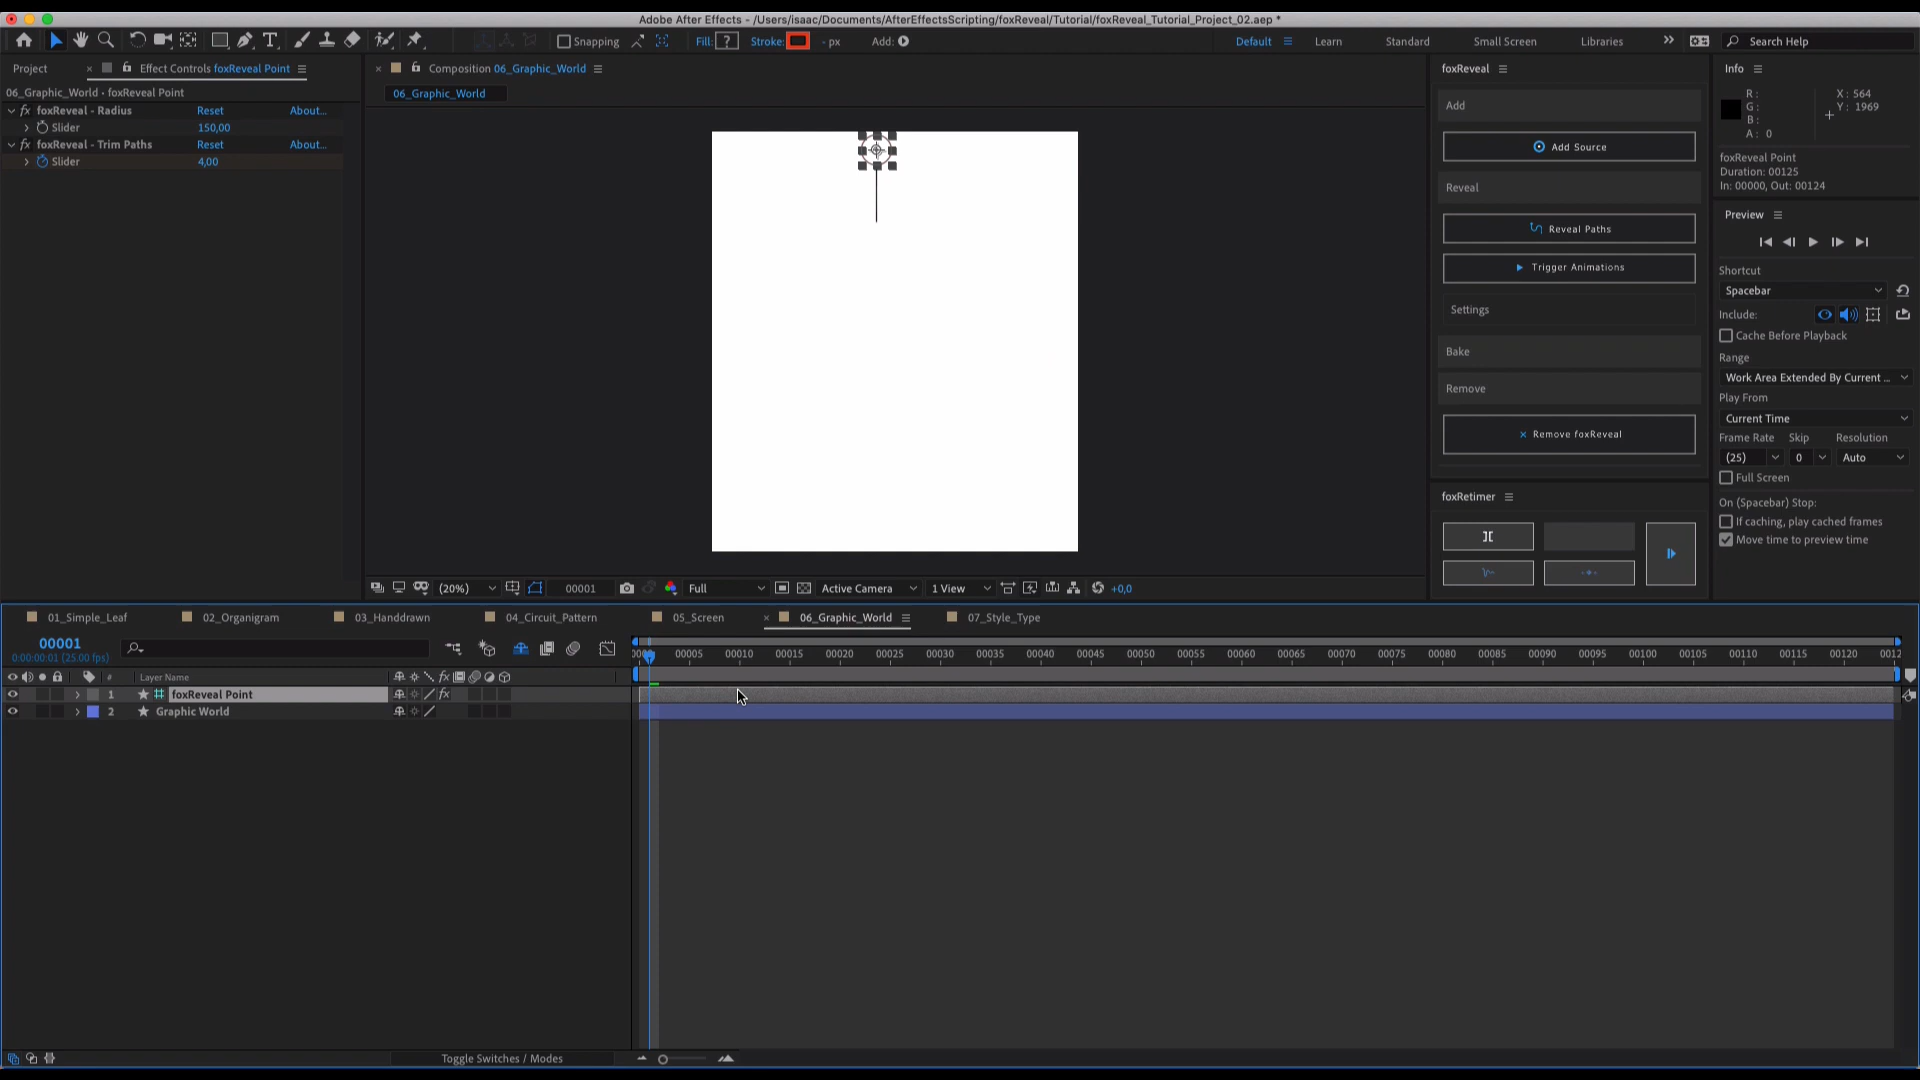 Adobe After Effects - /Users/isaac/Documents/AfterEffectsScripting/foxReveal/Tutorial/foxReveal_Tutorial_Project_02.aep *
Snapping
Fill: ?
Stroke:
- px
Add:
Default
Learn
Standard
Small Screen
Libraries
Search Help
Project
Effect Controls foxReveal Point
06_Graphic_World • foxReveal Point
fx foxReveal - Radius
Reset
About...
Slider
150,00
fx foxReveal - Trim Paths
Reset
About...
Slider
4,00
Composition 06_Graphic_World
06_Graphic_World
(20%)
00001
Full
Active Camera
1 View
+0,0
foxReveal
Add
Add Source
Reveal
Reveal Paths
Trigger Animations
Settings
Bake
Remove
Remove foxReveal
foxRetimer
Info
R :
G :
B :
A : 0
X : 564
Y : 1969
foxReveal Point
Duration: 00125
In: 00000, Out: 00124
Preview
Shortcut
Spacebar
Include:
Cache Before Playback
Range
Work Area Extended By Current ...
Play From
Current Time
Frame Rate
Skip
Resolution
(25)
0
Auto
Full Screen
On (Spacebar) Stop:
If caching, play cached frames
Move time to preview time
01_Simple_Leaf
02_Organigram
03_Handdrawn
04_Circuit_Pattern
05_Screen
06_Graphic_World
07_Style_Type
00001
0:00:00:01 (25.00 fps)
00005
00010
00015
00020
00025
00030
00035
00040
00045
00050
00055
00060
00065
00070
00075
00080
00085
00090
00095
00100
00105
00110
00115
00120
0012
#
Layer Name
fx
1
foxReveal Point
fx
2
Graphic World
Toggle Switches / Modes